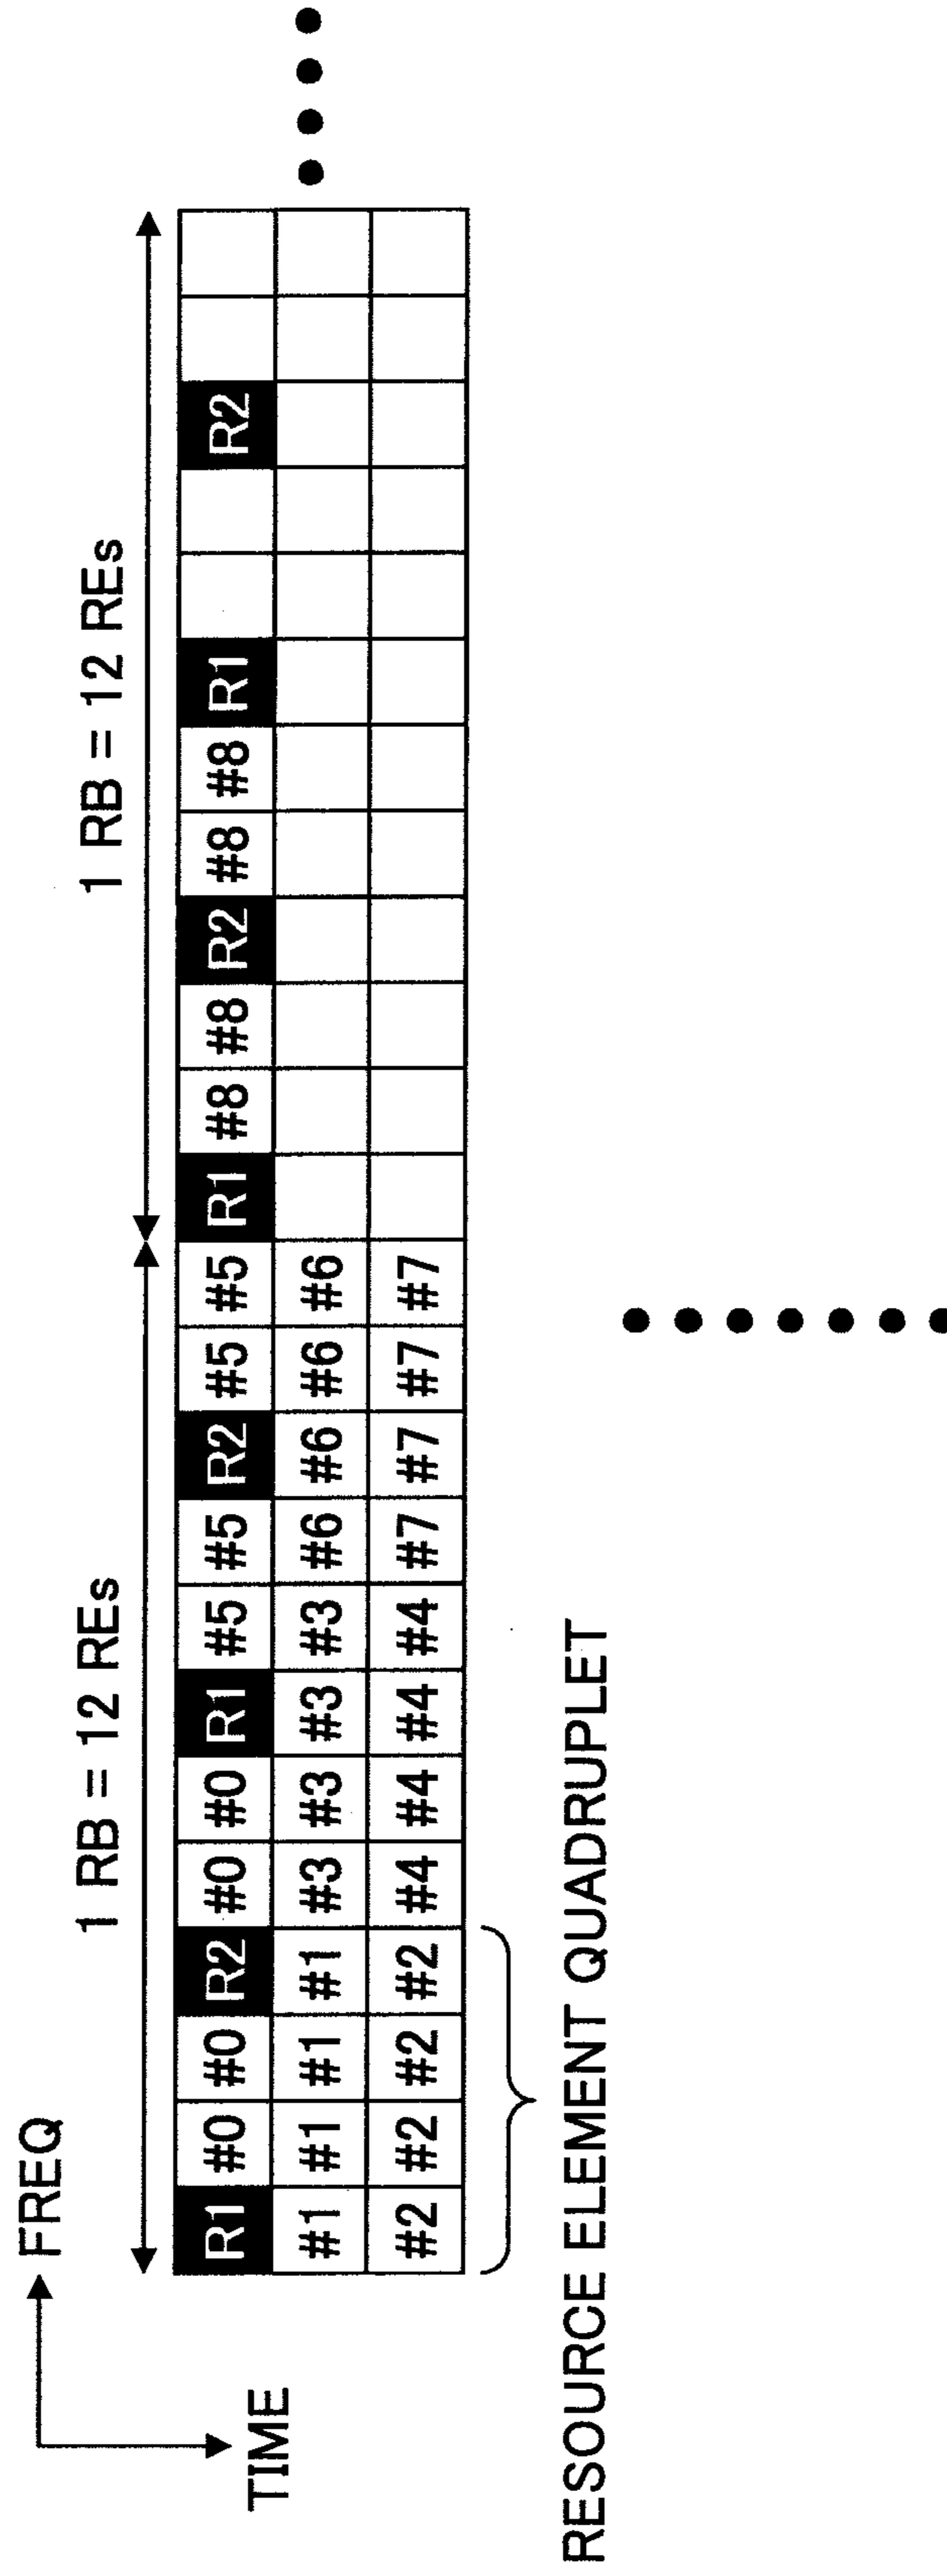 FREQ
TIME
1 RB = 12 REs
1 RB = 12 REs
R1 #0 #0 R2 #0 #0 R1 #5 #5 R2 #5 #5 R1 #8 #8 R2 #8 #8 R1 R2
#1 #1 #1 #1 #3 #3 #3 #3 #6 #6 #6 #6
#2 #2 #2 #2 #4 #4 #4 #4 #7 #7 #7 #7
RESOURCE ELEMENT QUADRUPLET